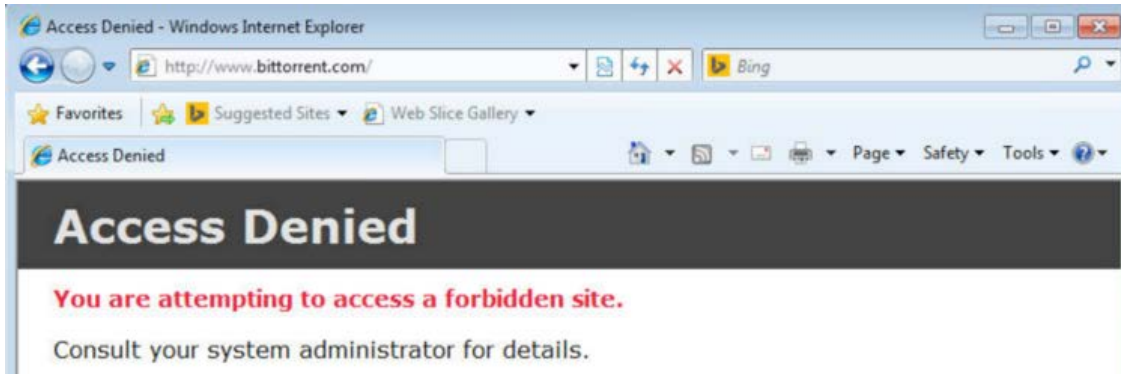 Access Denied - Windows Internet Explorer
http://www.bittorrent.com/ Bing
Favorites Suggested Sites Web Slice Gallery
Access Denied Page Safety Tools
Access Denied
You are attempting to access a forbidden site.
Consult your system administrator for details.